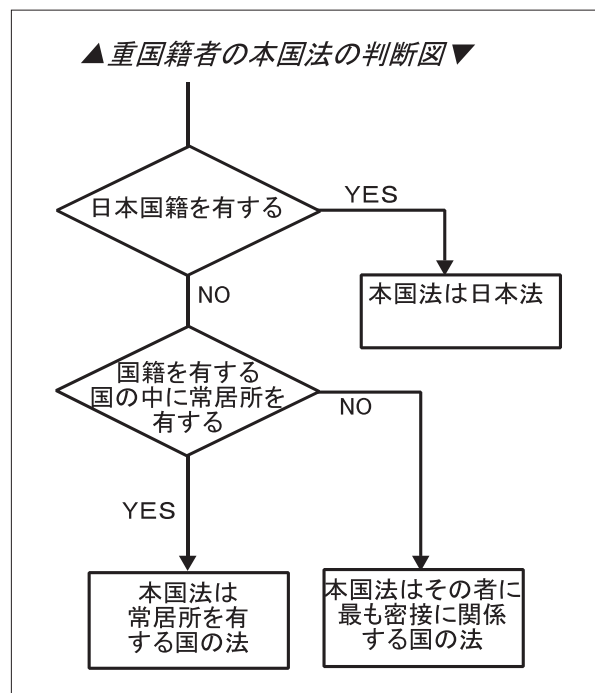 ▲重国籍者の本国法の判断図▼
日本国籍を有する
YES
本国法は日本法
NO
国籍を有する
国の中に常居所を
有する
NO
YES
本国法は
常居所を有
する国の法
本国法はその者に
最も密接に関係
する国の法